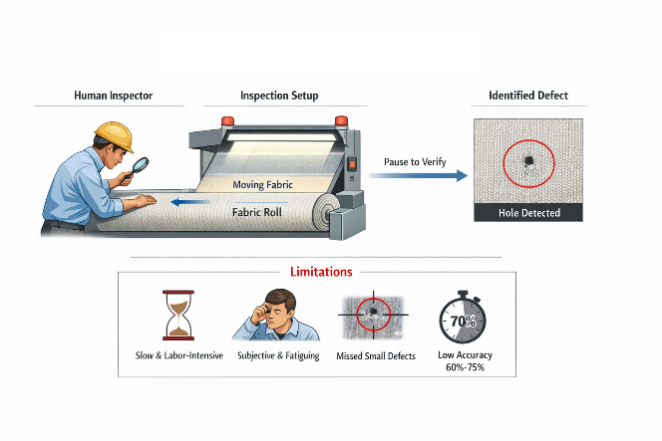 Human Inspector
Inspection Setup
Identified Defect
Moving Fabric
Fabric Roll
Pause to Verify
Hole Detected
Limitations
70%
Slow & Labor-Intensive
Subjective & Fatiguing
Missed Small Defects
Low Accuracy
60%-75%